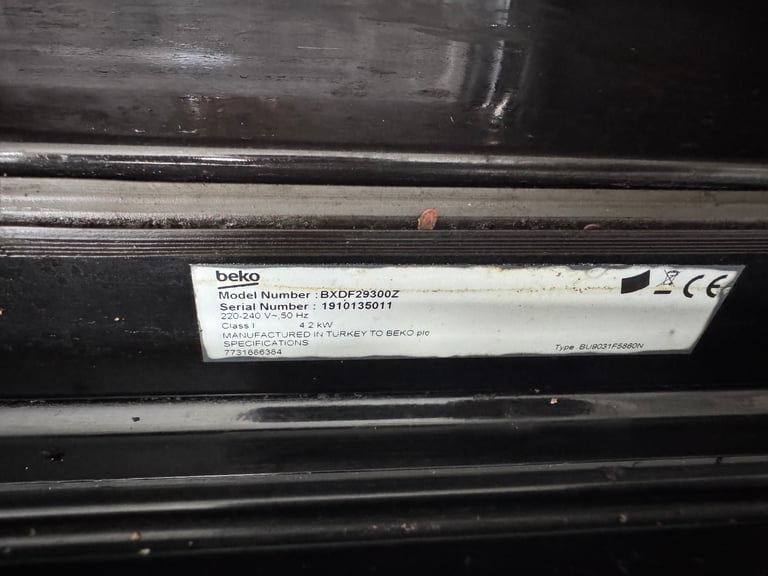 beko
Model Number : BXDF29300Z
Serial Number : 1910135011
220-240 V~,50 Hz
Class I 4.2 kW
MANUFACTURED IN TURKEY TO BEKO plc
SPECIFICATIONS
7731686384
Type :BU9031F5860N
CE